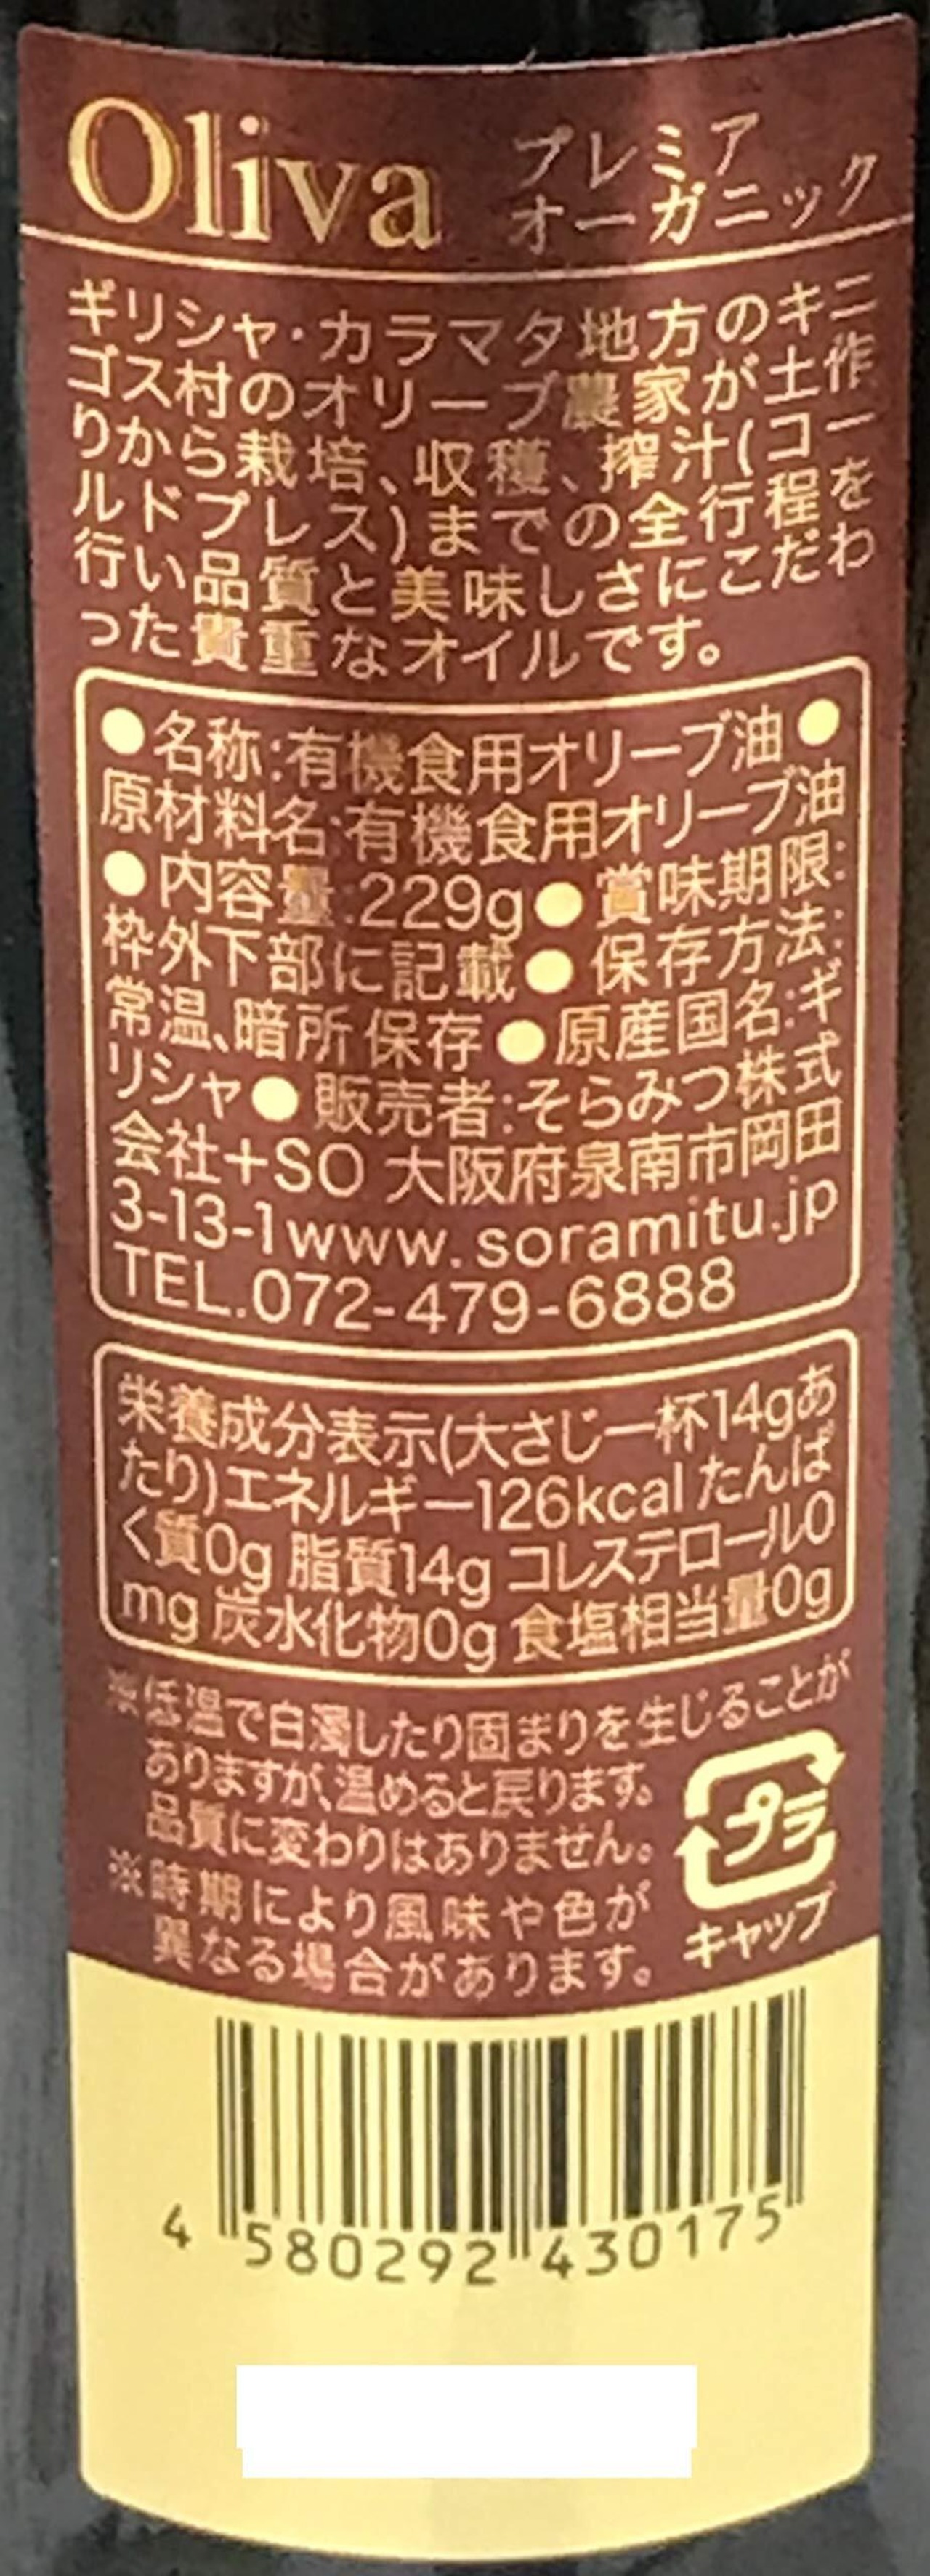 Oliva プレミア
オーガニック
ギリシャ・カラマタ地方のキニ
ゴス村のオリーブ農家が土作
りから栽培、収穫、搾汁(コー
ルドプレス)までの全行程を
行い品質と美味しさにこだわ
った貴重なオイルです。
●名称:有機食用オリーブ油●
原材料名:有機食用オリーブ油
●内容量:229g●賞味期限:
枠外下部に記載●保存方法:
常温、暗所保存●原産国名:ギ
リシャ●販売者:そらみつ株式
会社+SO 大阪府泉南市岡田
3-13-1www.soramitu.jp
TEL.072-479-6888
栄養成分表示(大さじ一杯14gあ
たり)エネルギー126kcal たんぱ
く質0g 脂質14g コレステロール0
mg 炭水化物0g 食塩相当量0g
※低温で白濁したり固まりを生じることが
ありますが、温めると戻ります。
品質に変わりはありません。
※時期により風味や色が
異なる場合があります。
プラ
キャップ
4 580292 430175